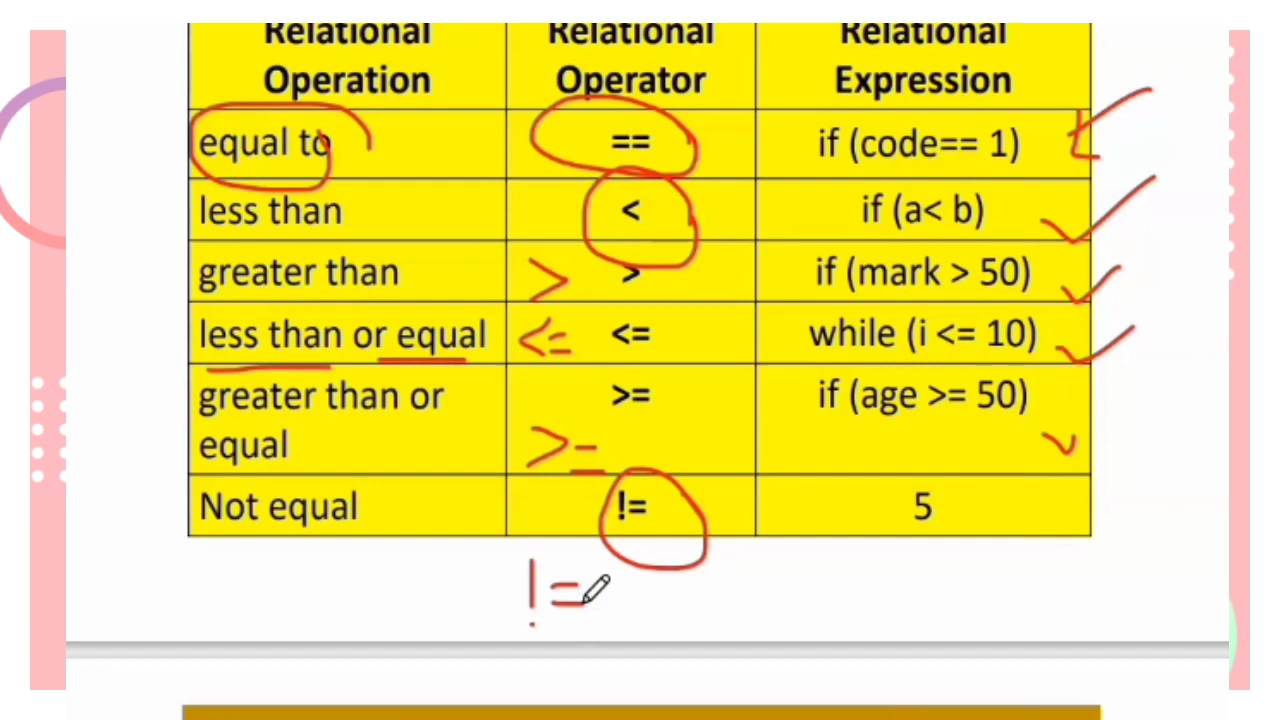 Relational Relational Relational
Operation Operator Expression
equal to == if (code== 1)
less than < if (a< b)
greater than > > if (mark > 50)
less than or equal <= <= while (i <= 10)
greater than or >= if (age >= 50)
equal >=
Not equal != 5
!=